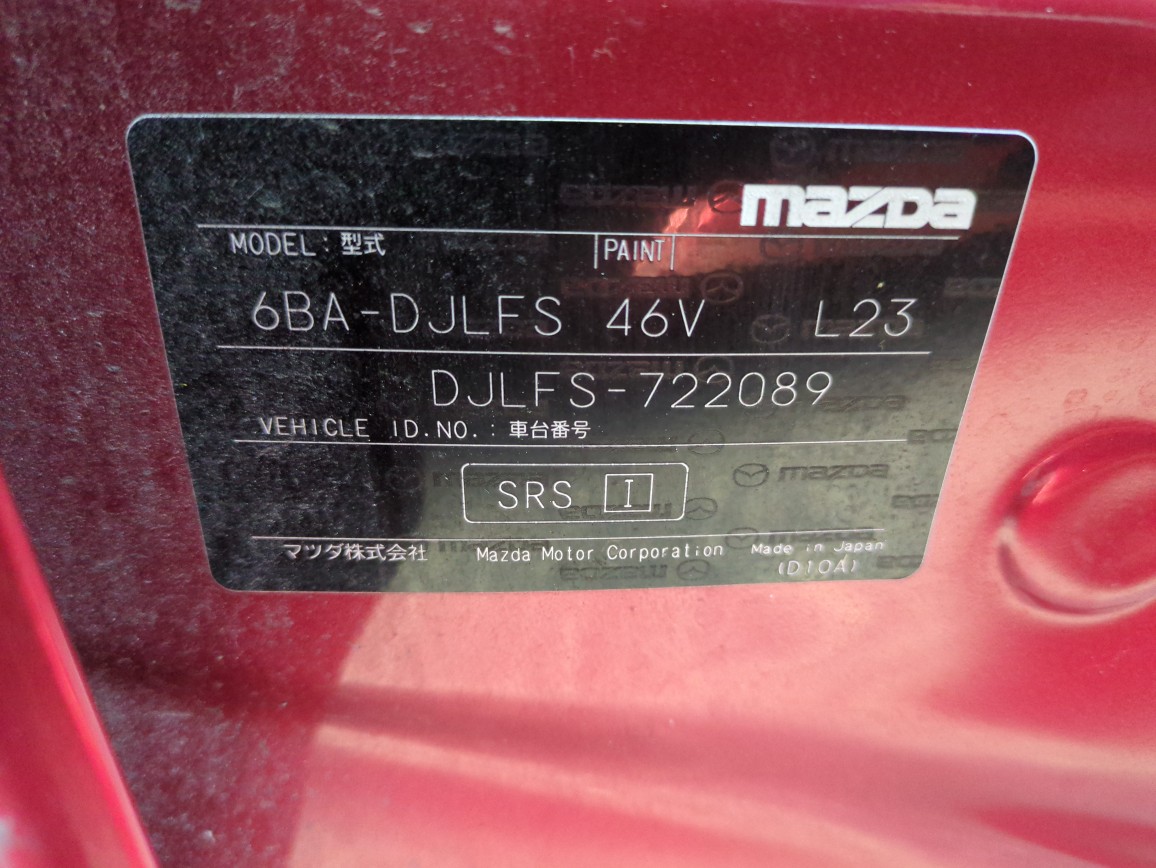 mazda
MODEL : 型式 PAINT
6BA-DJLFS 46V L23
DJLFS-722089
VEHICLE ID.NO. : 車台番号
SRS I
マツダ株式会社 Mazda Motor Corporation Made in Japan
(D10A)